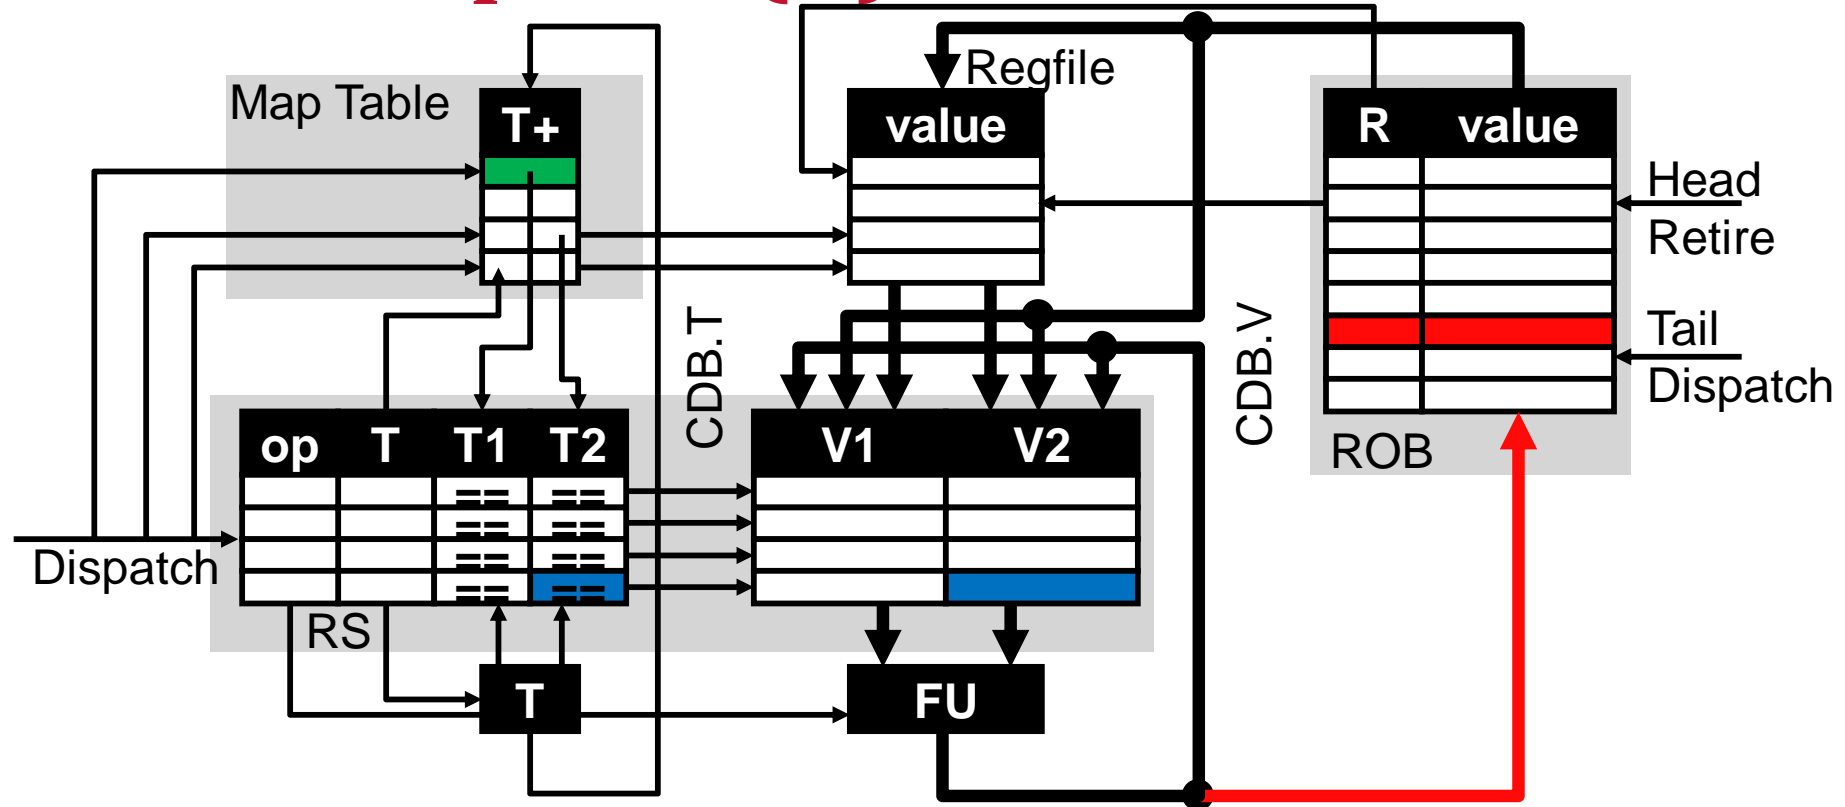 Regfile
Map Table
T+
value
R value
Head
Retire
Tail
Dispatch
CDB.T
CDB.V
op T T1 T2
V1 V2
ROB
== ==
== ==
== ==
== ==
Dispatch
RS
T
FU